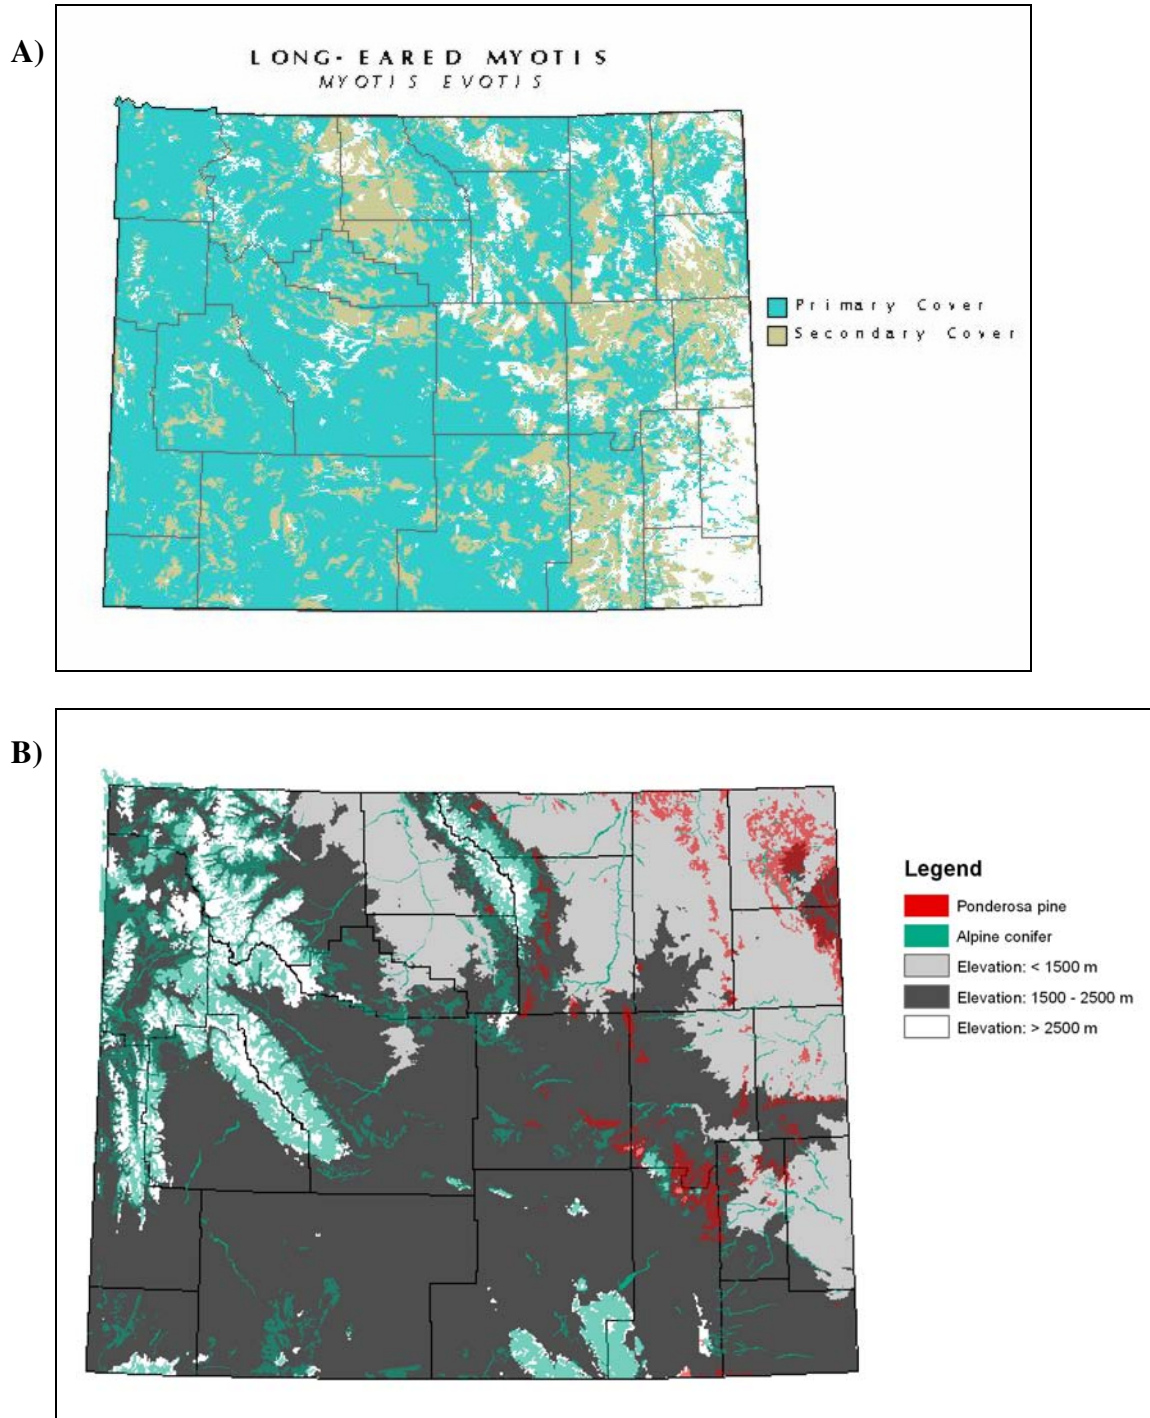 A)
LONG- EARED MYOTIS
MYOTIS EVOTIS
Primary Cover
Secondary Cover
B)
Legend
Ponderosa pine
Alpine conifer
Elevation: < 1500 m
Elevation: 1500 - 2500 m
Elevation: > 2500 m